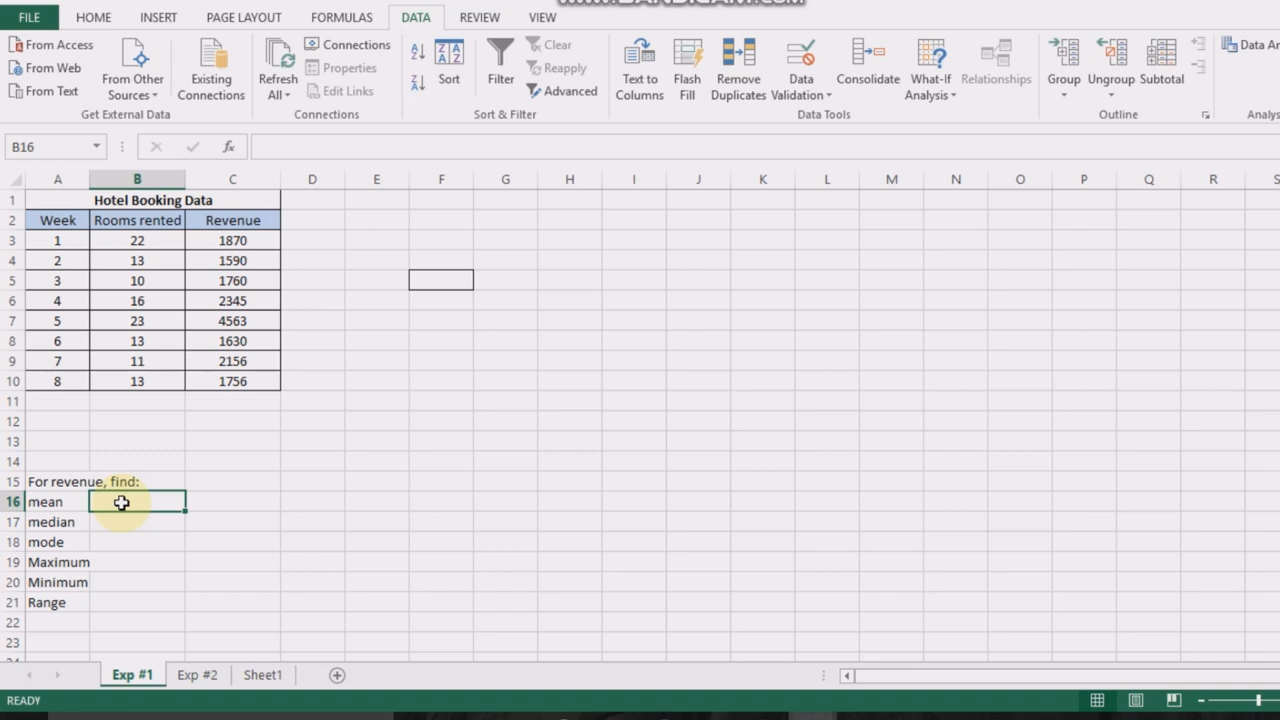 FILE HOME INSERT PAGE LAYOUT FORMULAS DATA REVIEW VIEW
From Access
From Web
From Text
From Other Sources
Existing Connections
Get External Data
Refresh All
Connections
Properties
Edit Links
Connections
Sort
Filter
Clear
Reapply
Advanced
Sort & Filter
Text to Columns
Flash Fill
Remove Duplicates
Data Validation
Consolidate
What-If Analysis
Relationships
Data Tools
Group
Ungroup
Subtotal
Outline
B16 fx
A B C D E F G H I J K L M N O P Q R S
1 Hotel Booking Data
2 Week Rooms rented Revenue
3 1 22 1870
4 2 13 1590
5 3 10 1760
6 4 16 2345
7 5 23 4563
8 6 13 1630
9 7 11 2156
10 8 13 1756
11
12
13
14
15 For revenue, find:
16 mean
17 median
18 mode
19 Maximum
20 Minimum
21 Range
22
23
Exp #1 Exp #2 Sheet1
READY